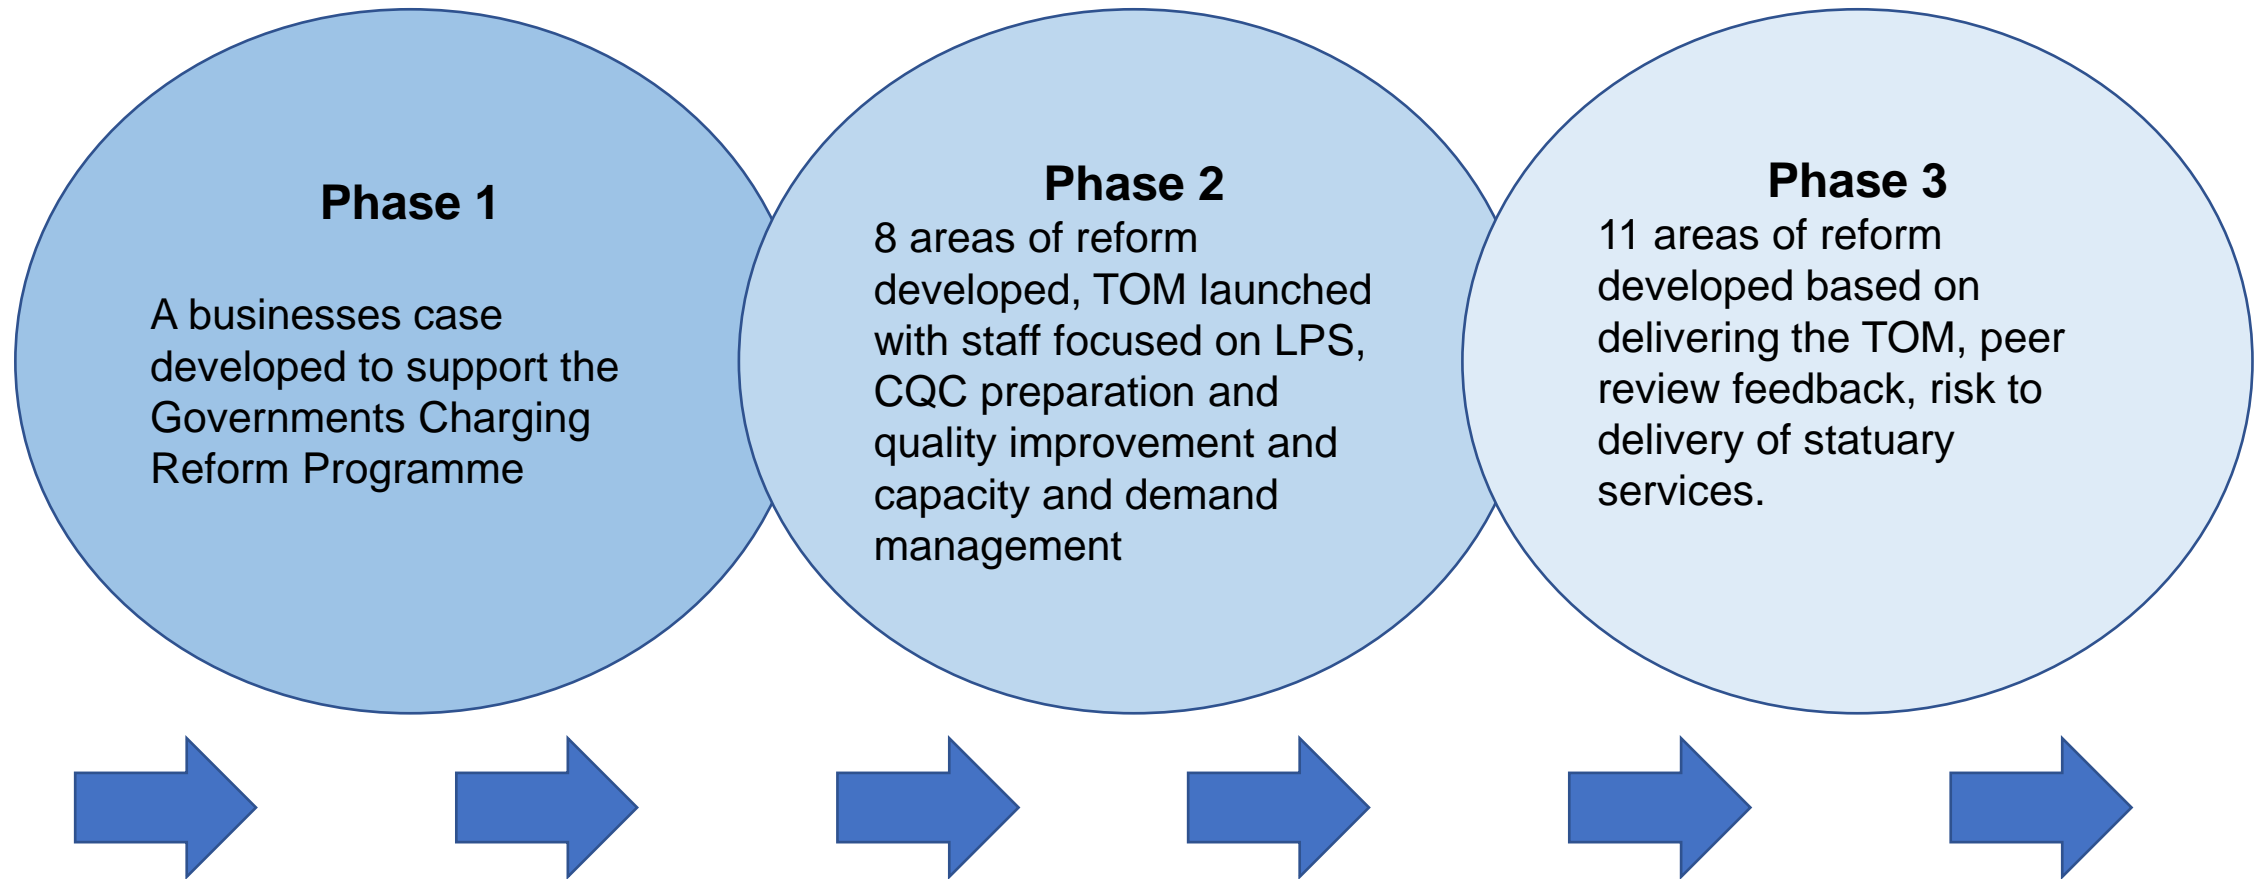 Phase 1
A businesses case
developed to support the
Governments Charging
Reform Programme
Phase 2
8 areas of reform
developed, TOM launched
with staff focused on LPS,
CQC preparation and
quality improvement and
capacity and demand
management
Phase 3
11 areas of reform
developed based on
delivering the TOM, peer
review feedback, risk to
delivery of statuary
services.